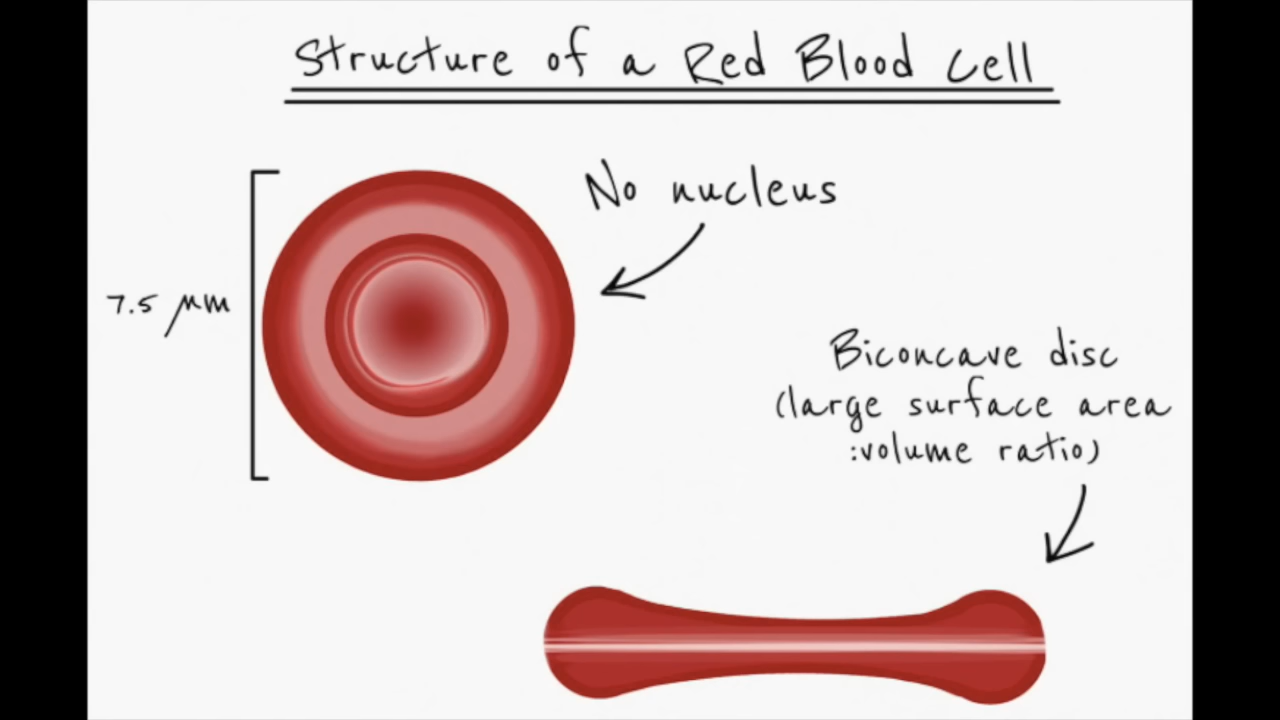 Structure of a Red Blood Cell
No nucleus
7.5 µm
Biconcave disc
(large surface area
:volume ratio)